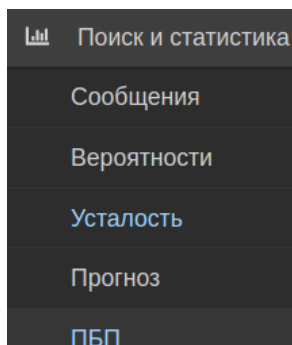 Поиск и статистика
Сообщения
Вероятности
Усталость
Прогноз
ПБП